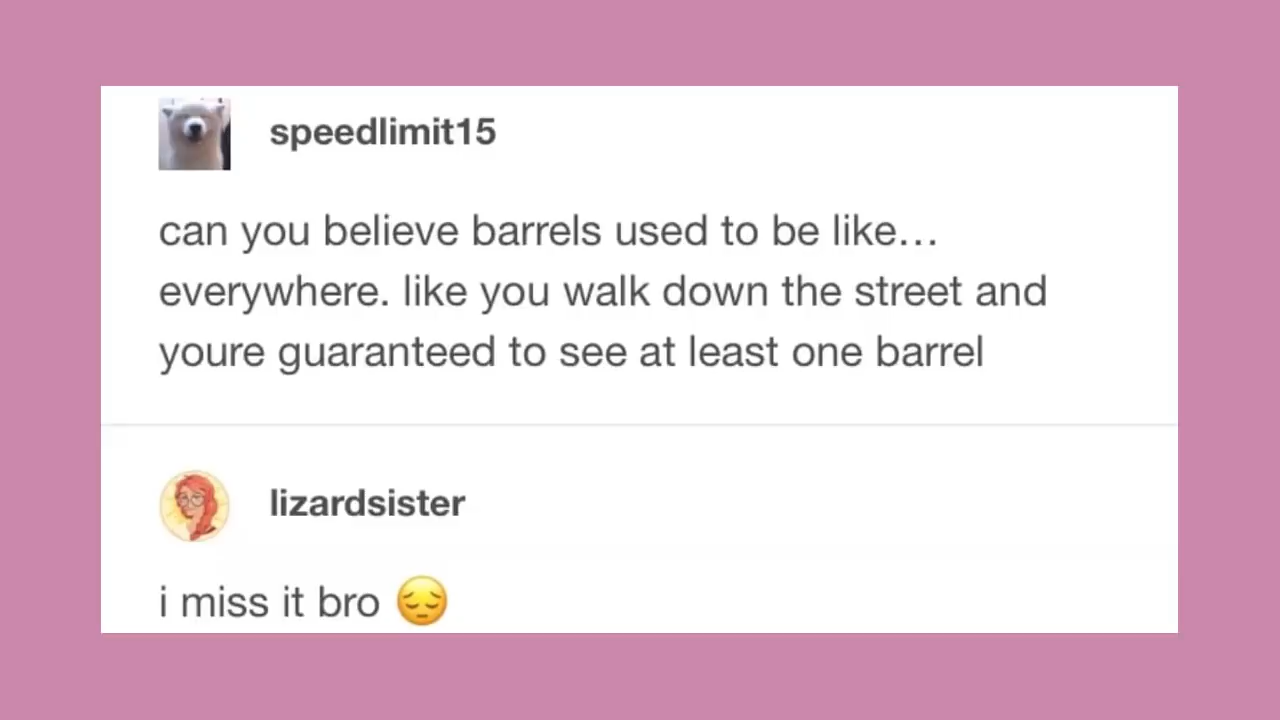 speedlimit15
can you believe barrels used to be like...
everywhere. like you walk down the street and
youre guaranteed to see at least one barrel
lizardsister
i miss it bro 😔